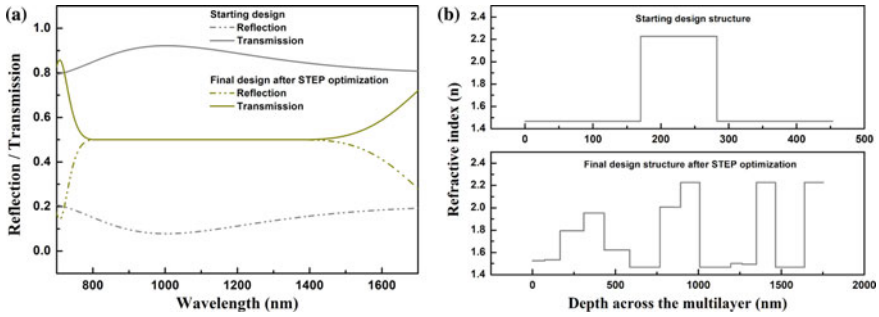 (a)
Starting design
Reflection
Transmission
Final design after STEP optimization
Reflection
Transmission
Reflection / Transmission
1.0
0.8
0.6
0.4
0.2
0.0
800 1000 1200 1400 1600
Wavelength (nm)
(b)
Starting design structure
Refractive index (n)
2.4
2.2
2.0
1.8
1.6
1.4
0 100 200 300 400 500
Final design structure after STEP optimization
2.4
2.2
2.0
1.8
1.6
1.4
0 500 1000 1500 2000
Depth across the multilayer (nm)